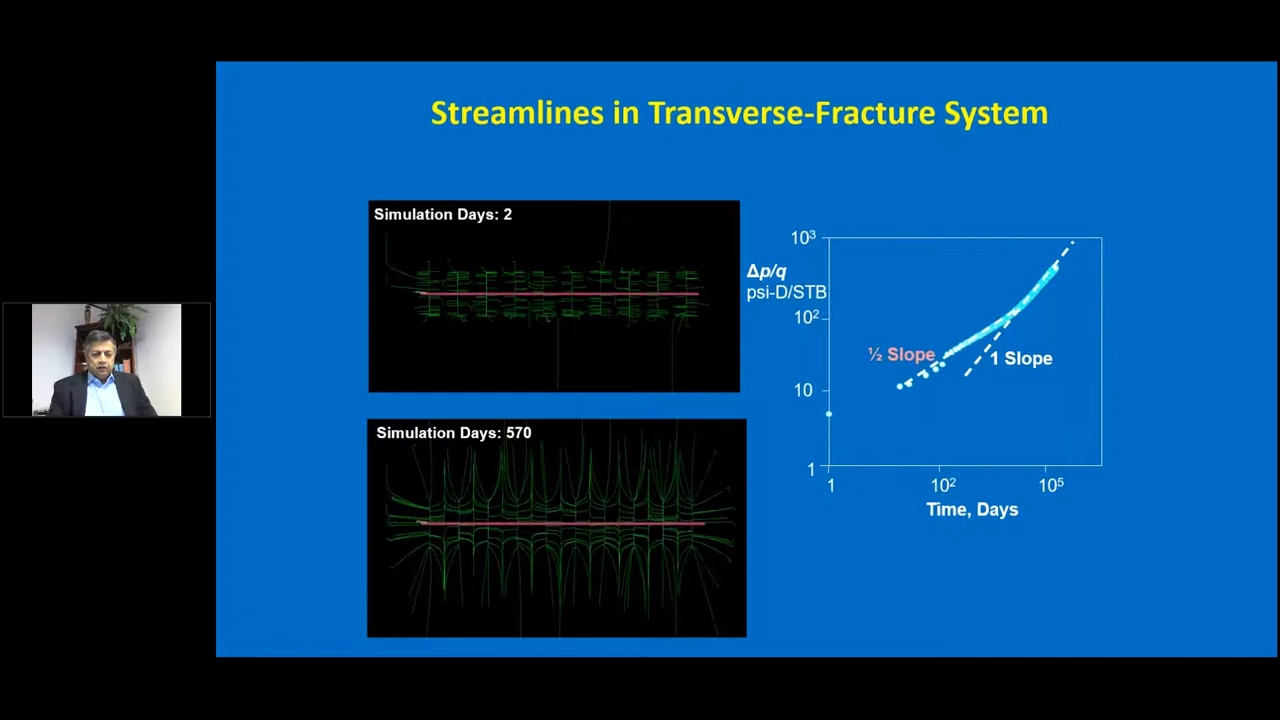 Streamlines in Transverse-Fracture System
Simulation Days: 2
Simulation Days: 570
10³
Δp/q
psi-D/STB
10²
½ Slope
1 Slope
10
1
1 10² 10⁵
Time, Days